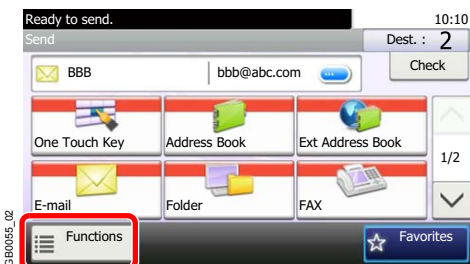 Ready to send. 10:10
Send Dest. : 2
BBB bbb@abc.com Check
One Touch Key Address Book Ext Address Book
1/2
E-mail Folder FAX
Functions Favorites
GB0055_02